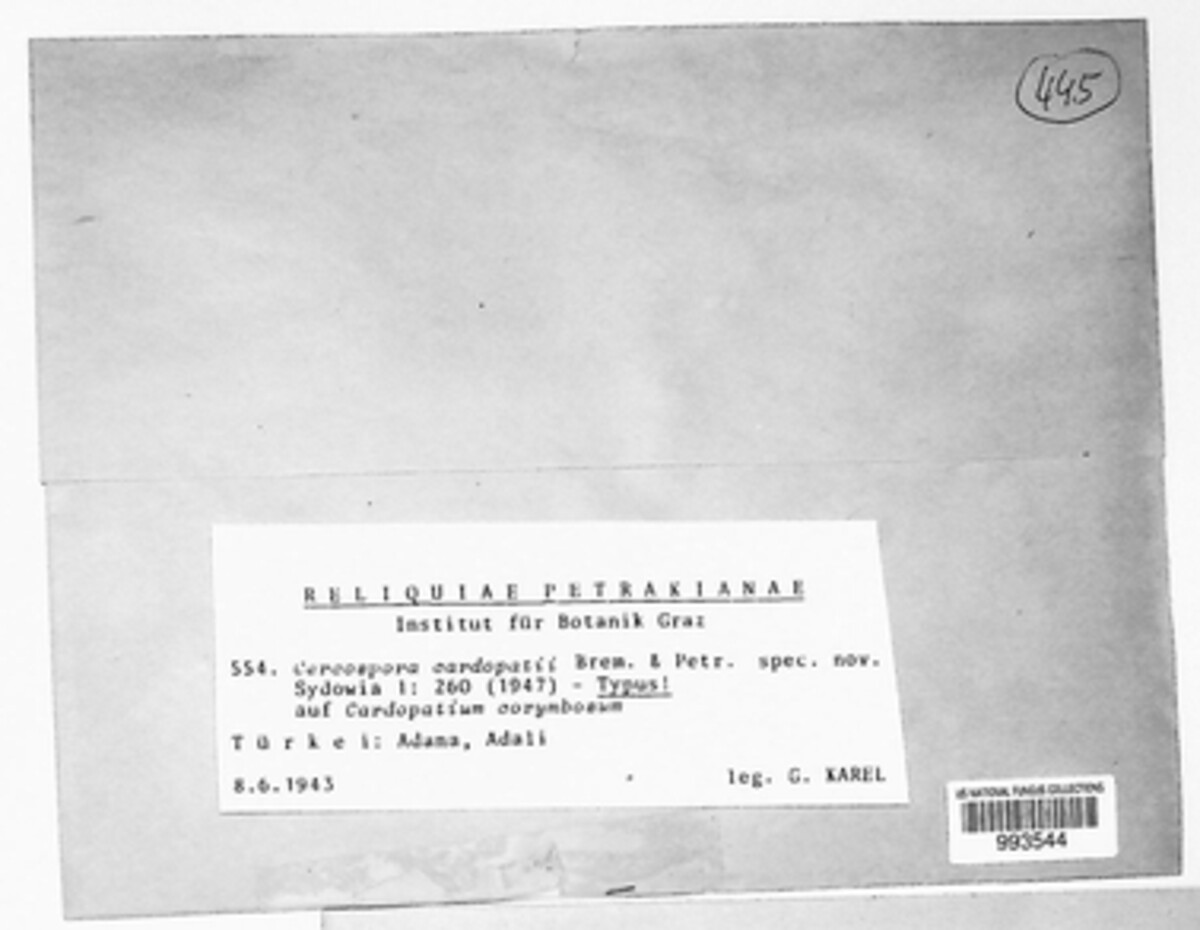 445
RELIQUIAE PETRAKIANAE
Institut für Botanik Graz
554. Cercospora cardopatii Brem. & Petr. spec. nov.
Sydowia 1: 260 (1947) - Typus!
auf Cardopatium corymbosum
Türkei: Adana, Adali
8.6.1943 leg. G. KAREL
US NATIONAL FUNGUS COLLECTIONS
993544